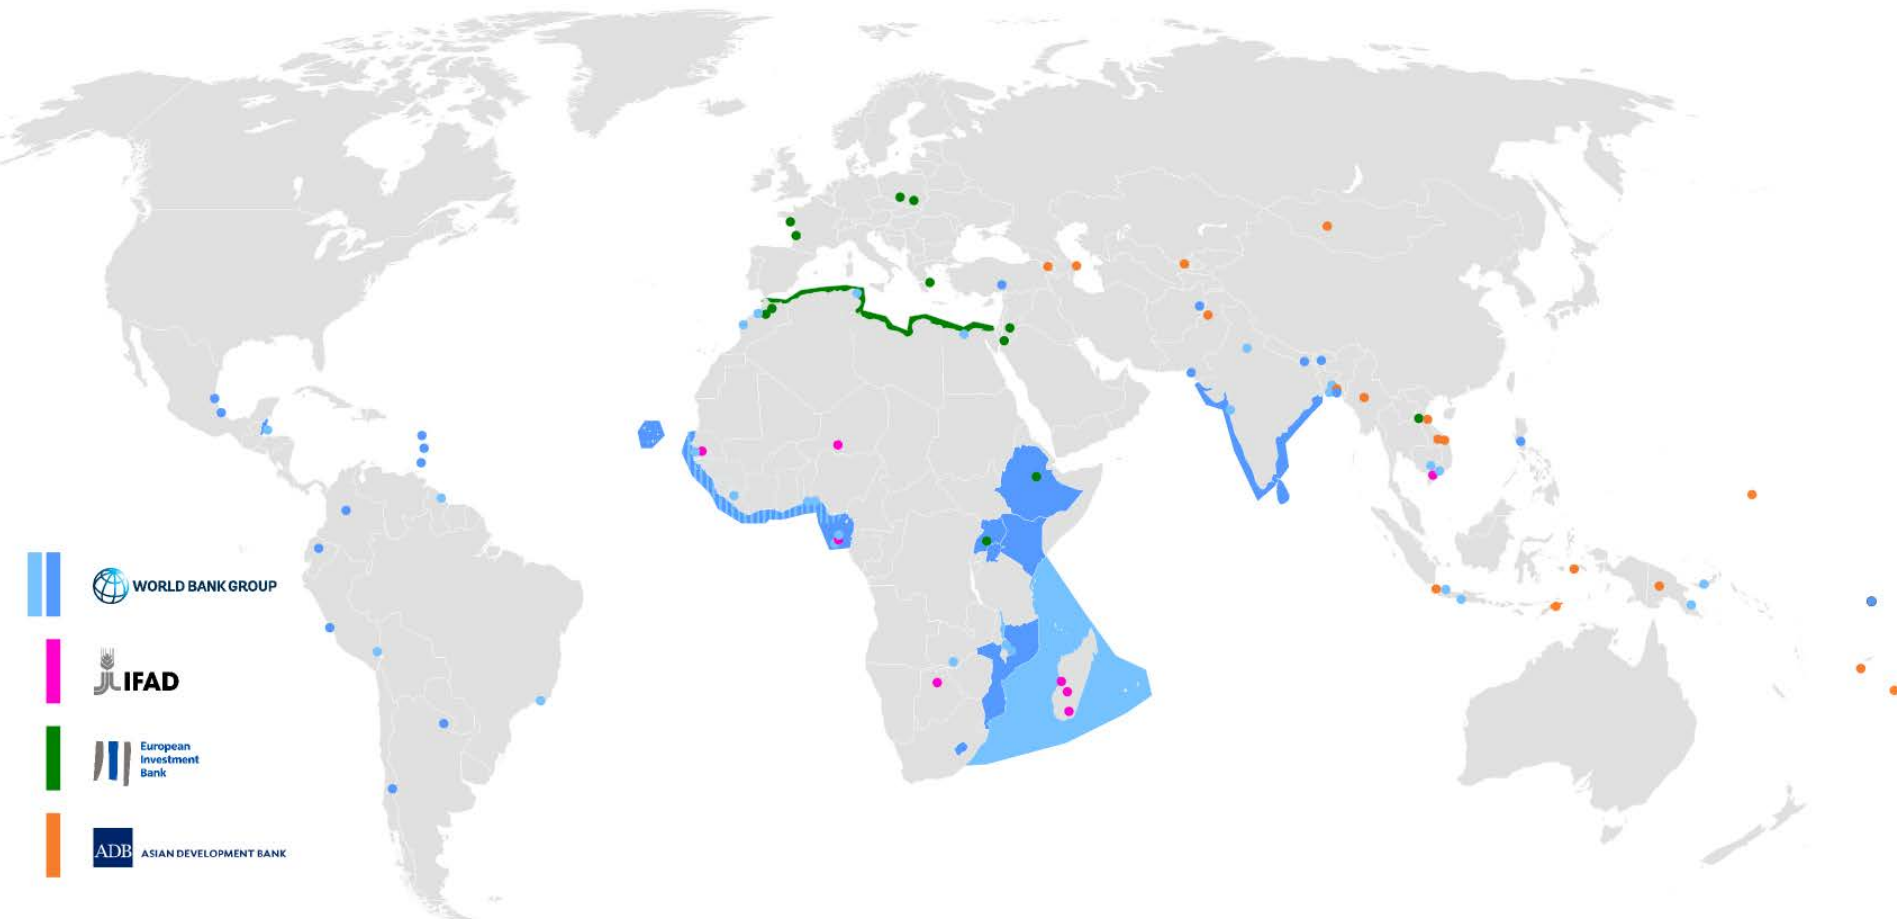 WORLD BANK GROUP
IFAD
European
Investment
Bank
ADB ASIAN DEVELOPMENT BANK